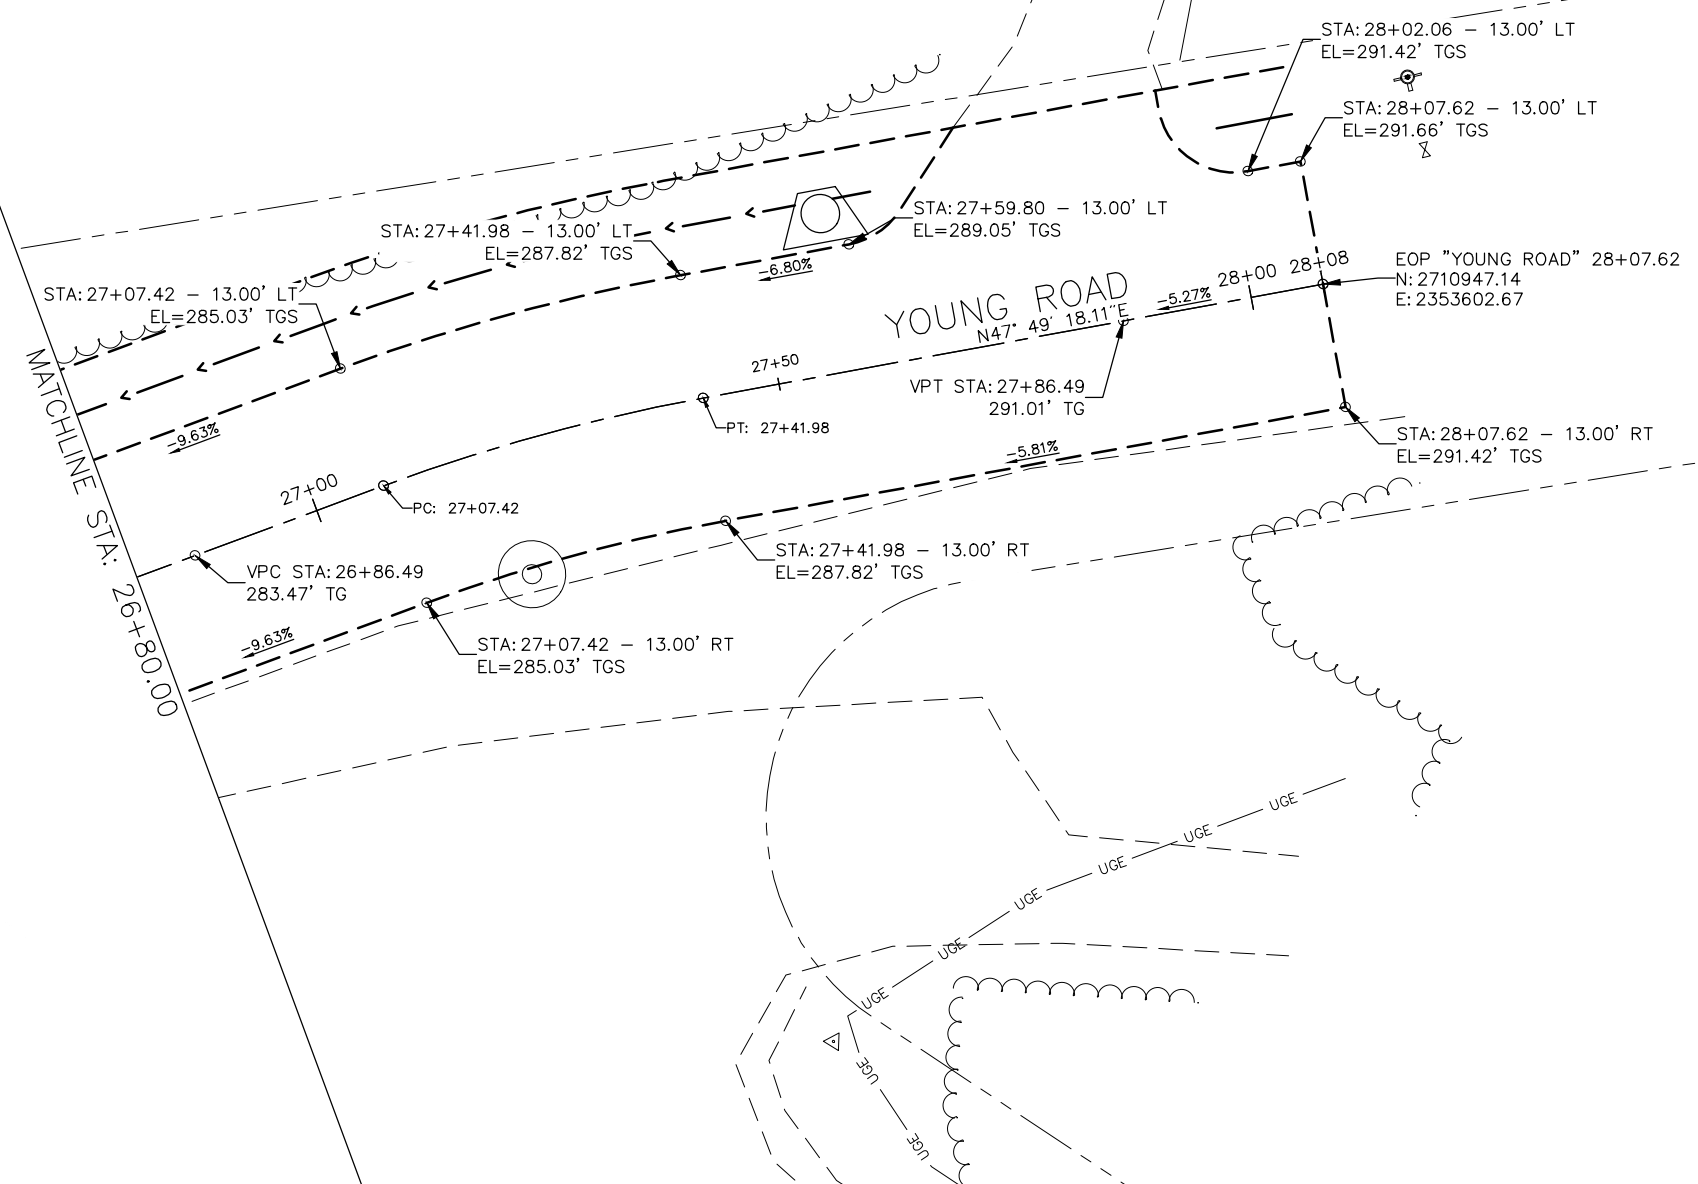 STA: 28+02.06 – 13.00' LT
EL=291.42' TGS
STA: 28+07.62 – 13.00' LT
EL=291.66' TGS
STA: 27+59.80 – 13.00' LT
EL=289.05' TGS
STA: 27+41.98 – 13.00' LT
EL=287.82' TGS
-6.80%
28+00
28+08
EOP "YOUNG ROAD" 28+07.62
N: 2710947.14
E: 2353602.67
STA: 27+07.42 – 13.00' LT
EL=285.03' TGS
YOUNG ROAD
N47° 49' 18.11"E
-5.27%
27+50
VPT STA: 27+86.49
291.01' TG
MATCHLINE STA: 26+80.00
-9.63%
PT: 27+41.98
-5.81%
STA: 28+07.62 – 13.00' RT
EL=291.42' TGS
27+00
PC: 27+07.42
VPC STA: 26+86.49
283.47' TG
STA: 27+41.98 – 13.00' RT
EL=287.82' TGS
-9.63%
STA: 27+07.42 – 13.00' RT
EL=285.03' TGS
UGE
UGE
UGE
UGE
UGE
UGE
UGE
UGE